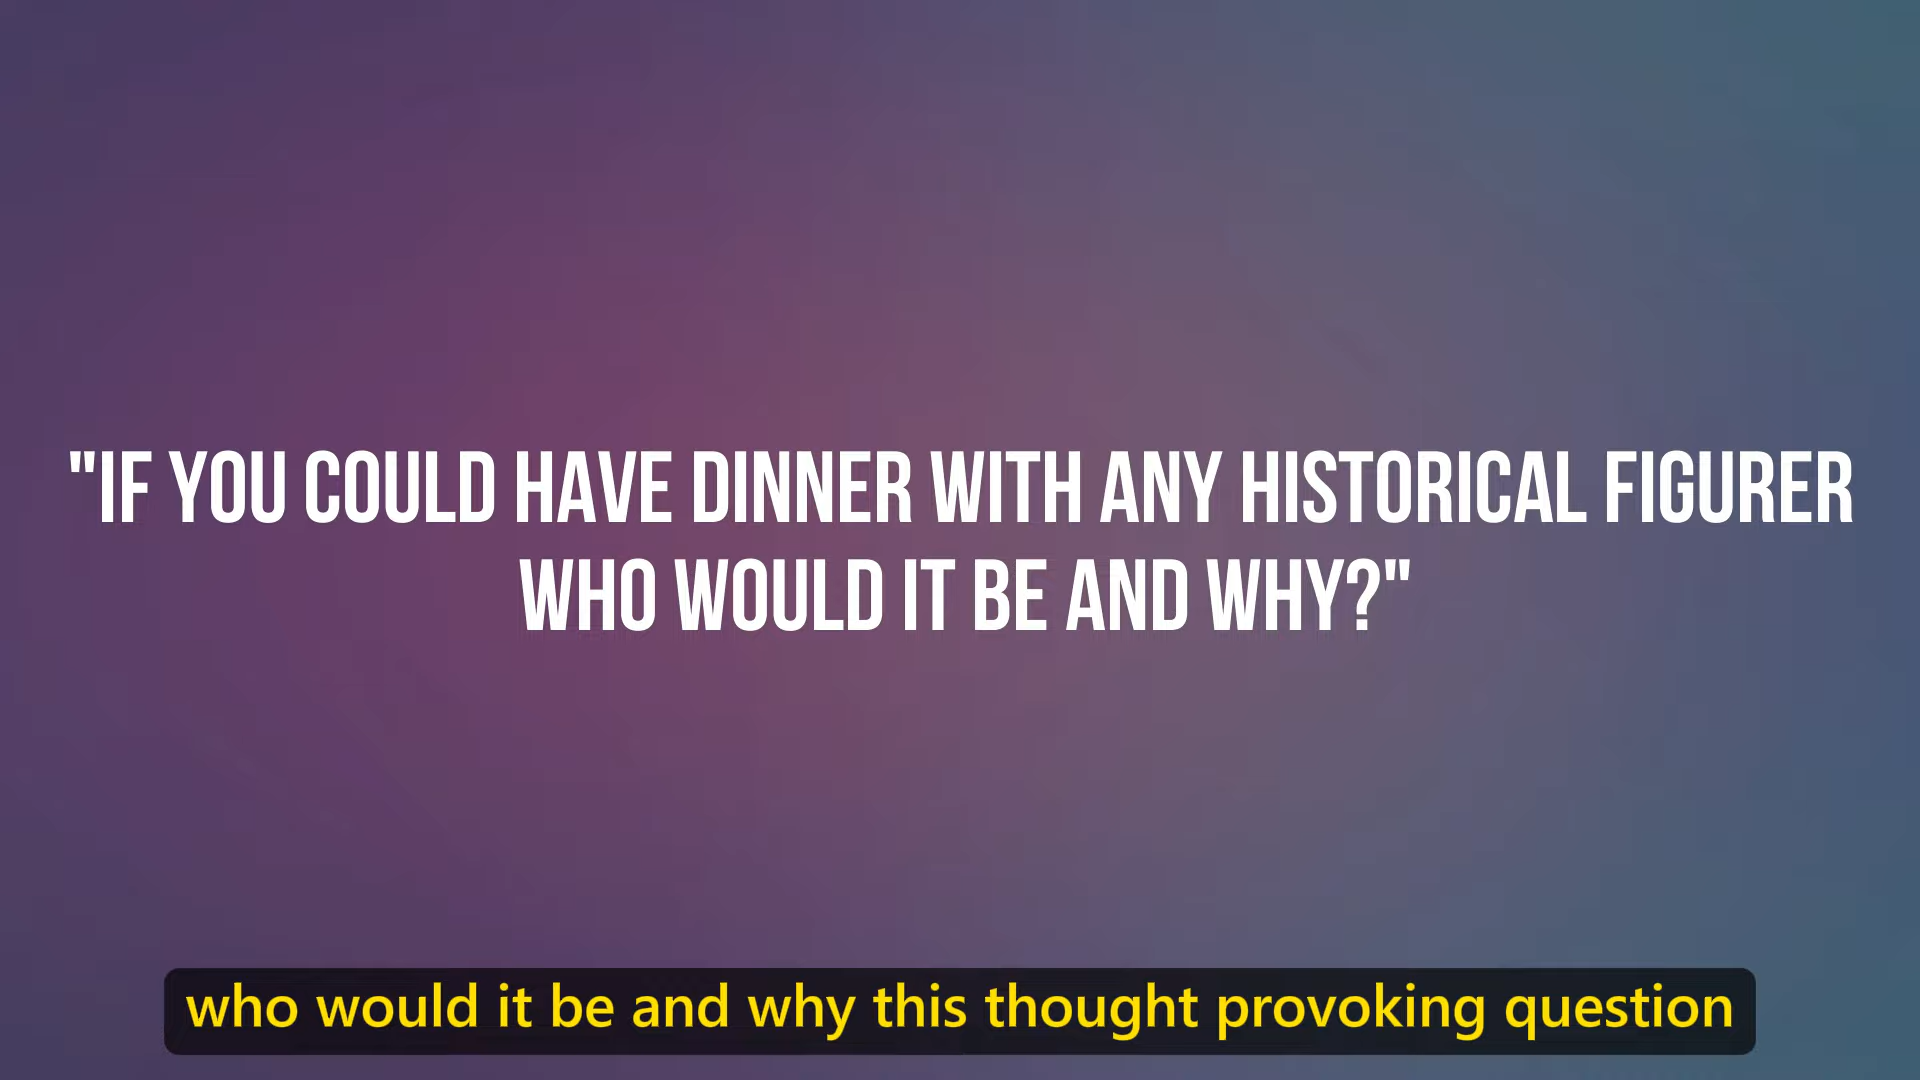 "IF YOU COULD HAVE DINNER WITH ANY HISTORICAL FIGURER
WHO WOULD IT BE AND WHY?"
who would it be and why this thought provoking question